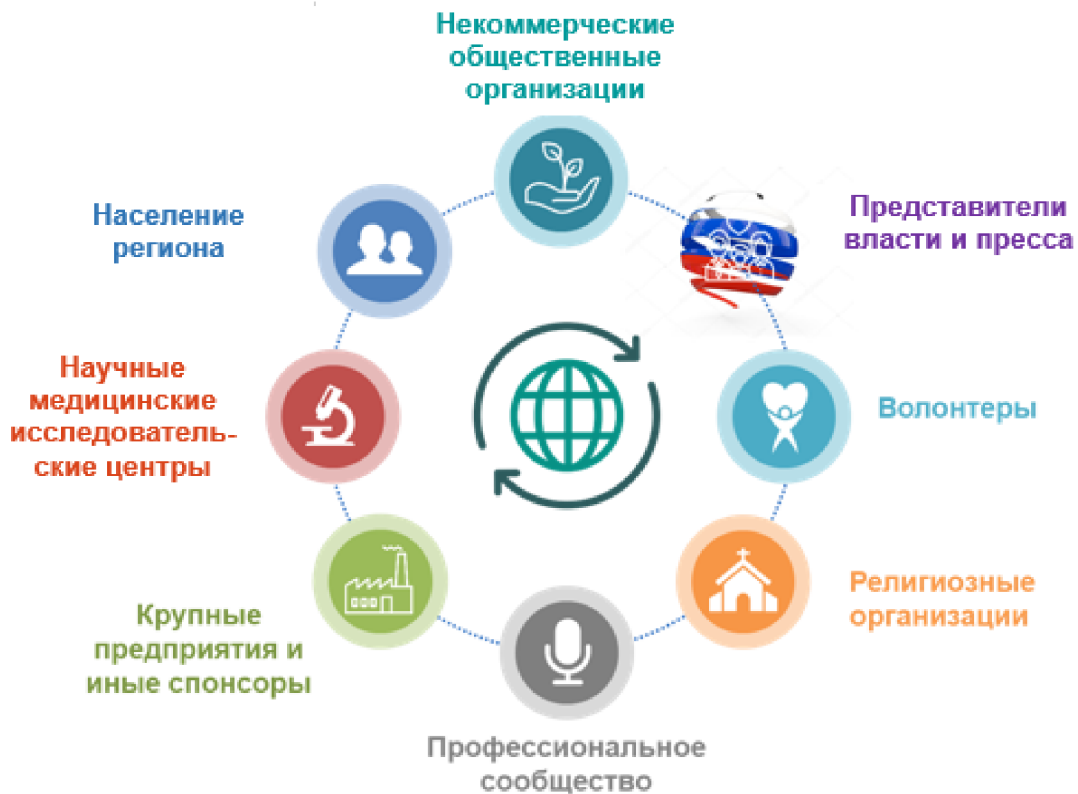 Некоммерческие
общественные
организации
Представители
власти и пресса
Волонтеры
Религиозные
организации
Профессиональное
сообщество
Крупные
предприятия и
иные спонсоры
Научные
медицинские
исследователь-
ские центры
Население
региона